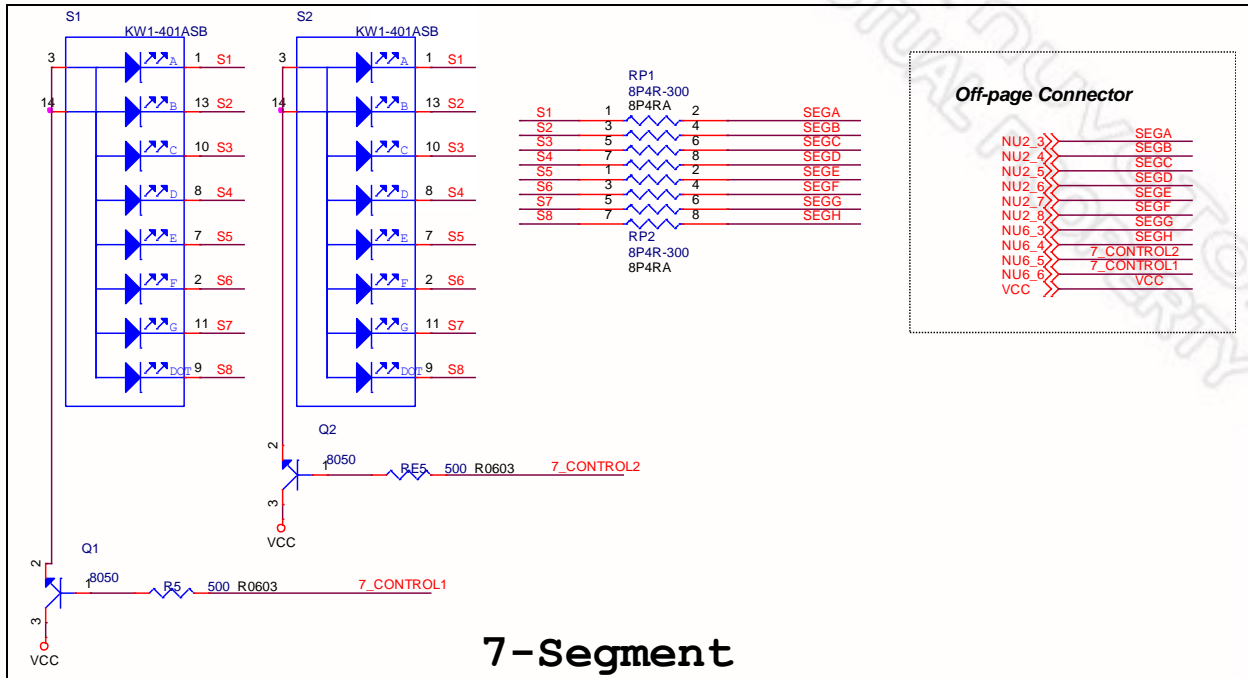 S1
KW1-401ASB
3
14
A 1 S1
B 13 S2
C 10 S3
D 8 S4
E 7 S5
F 2 S6
G 11 S7
DOT 9 S8
S2
KW1-401ASB
3
14
A 1 S1
B 13 S2
C 10 S3
D 8 S4
E 7 S5
F 2 S6
G 11 S7
DOT 9 S8
RP1
8P4R-300
8P4RA
S1 1 2 SEGA
S2 3 4 SEGB
S3 5 6 SEGC
S4 7 8 SEGD
S5 1 2 SEGE
S6 3 4 SEGF
S7 5 6 SEGG
S8 7 8 SEGH
RP2
8P4R-300
8P4RA
Off-page Connector
NU2_3 SEGA
NU2_4 SEGB
NU2_5 SEGC
NU2_6 SEGD
NU2_7 SEGE
NU2_8 SEGF
NU6_3 SEGG
NU6_4 SEGH
NU6_5 7_CONTROL2
NU6_6 7_CONTROL1
VCC VCC
Q2
2
8050
1
RE5 500 R0603 7_CONTROL2
3
VCC
Q1
2
8050
1
R5 500 R0603 7_CONTROL1
3
VCC
7-Segment